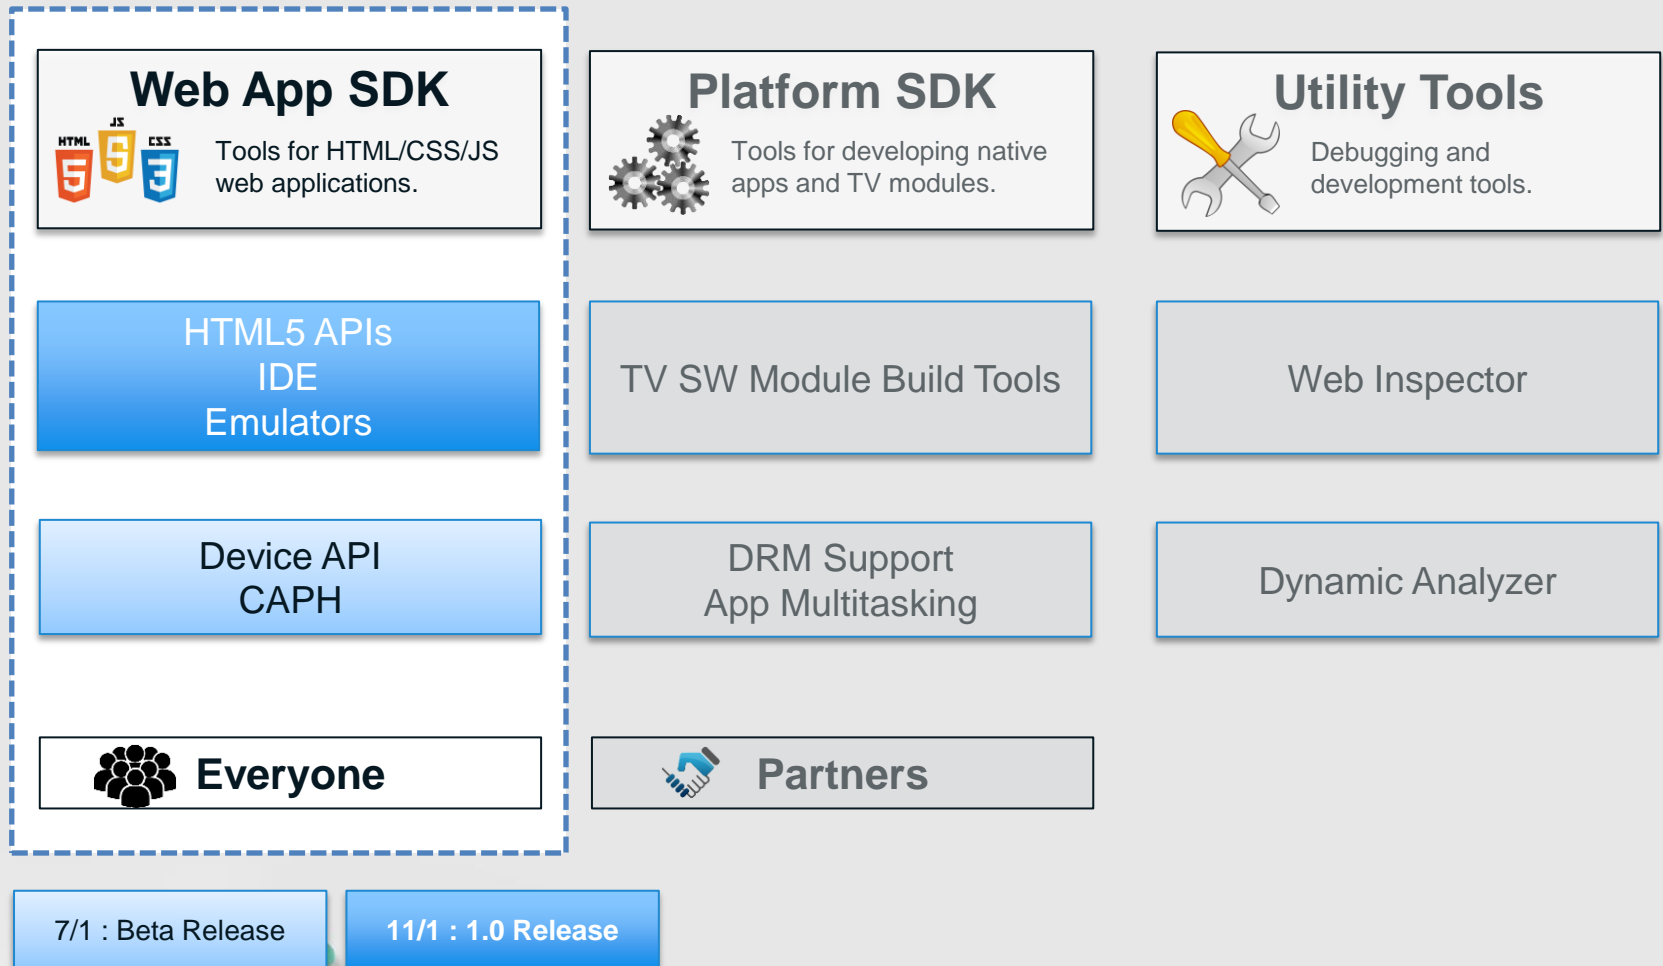 Web App SDK
HTML
JS
CSS
5
5
3
Tools for HTML/CSS/JS
web applications.
HTML5 APIs
IDE
Emulators
Device API
CAPH
Everyone
Platform SDK
Tools for developing native
apps and TV modules.
TV SW Module Build Tools
DRM Support
App Multitasking
Partners
Utility Tools
Debugging and
development tools.
Web Inspector
Dynamic Analyzer
7/1 : Beta Release
11/1 : 1.0 Release